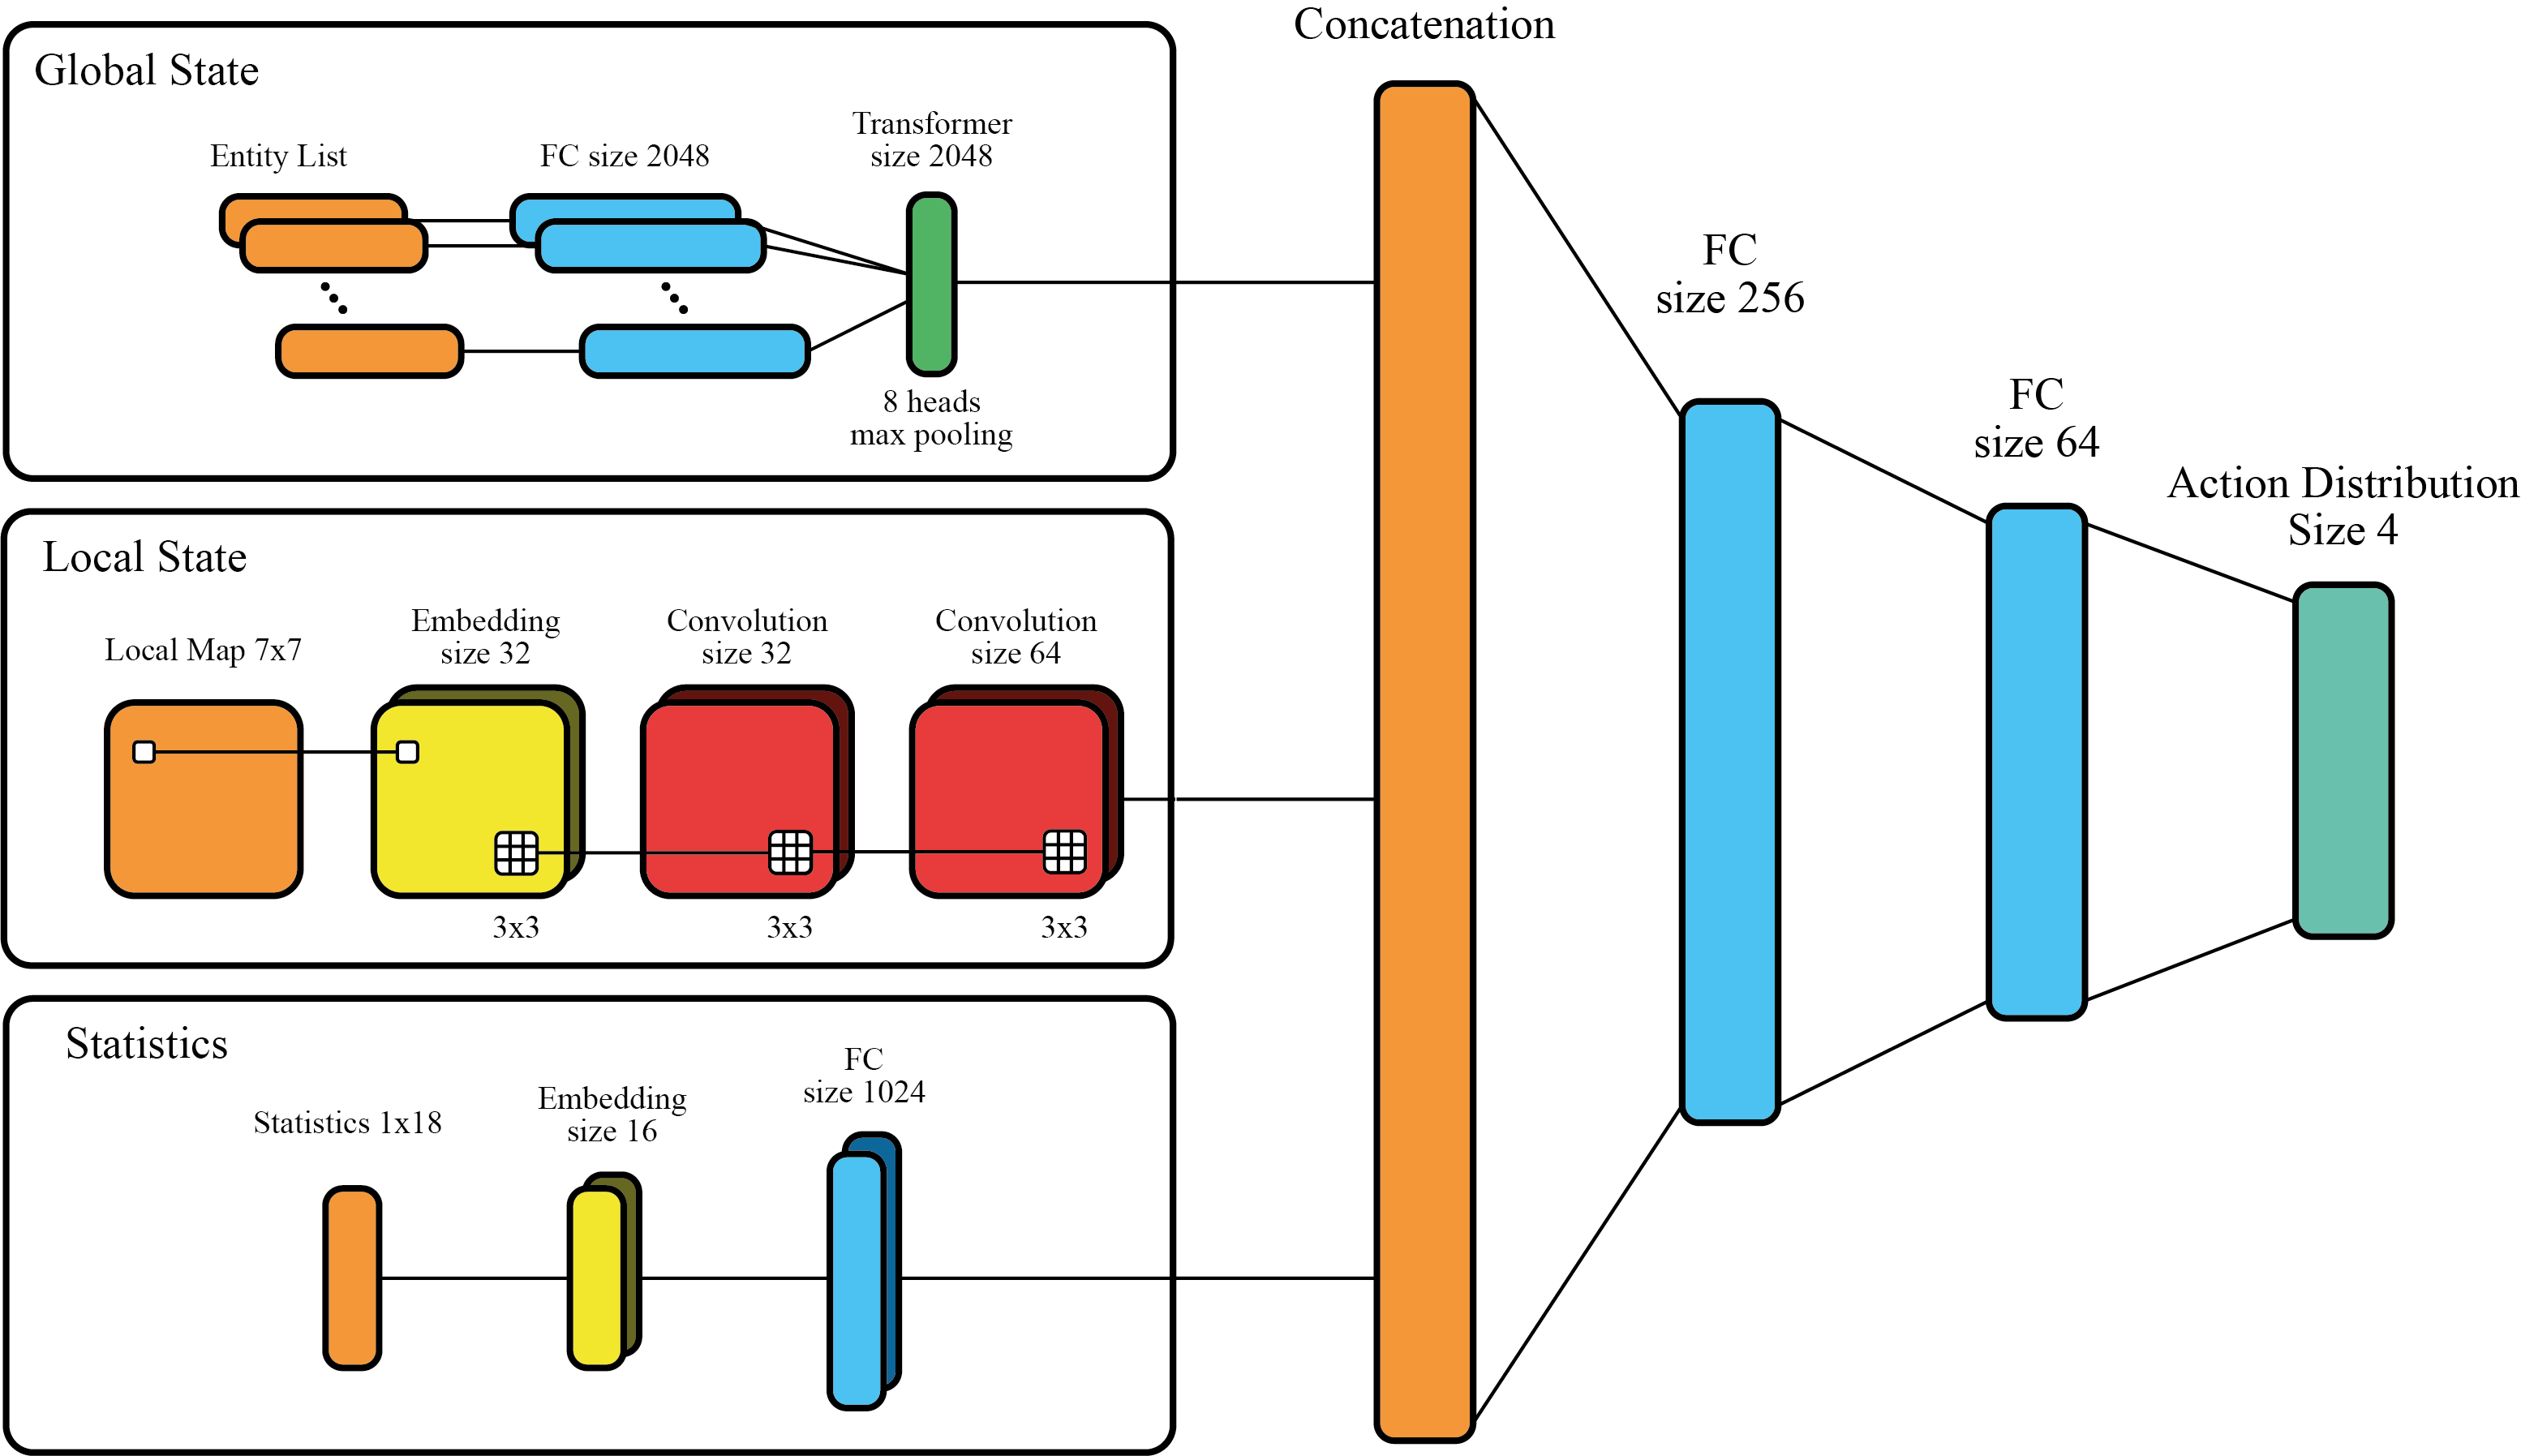 Concatenation
Global State
Entity List
FC size 2048
Transformer
size 2048
8 heads
max pooling
Local State
Local Map 7x7
Embedding
size 32
Convolution
size 32
Convolution
size 64
3x3
3x3
3x3
Statistics
Statistics 1x18
Embedding
size 16
FC
size 1024
FC
size 256
FC
size 64
Action Distribution
Size 4